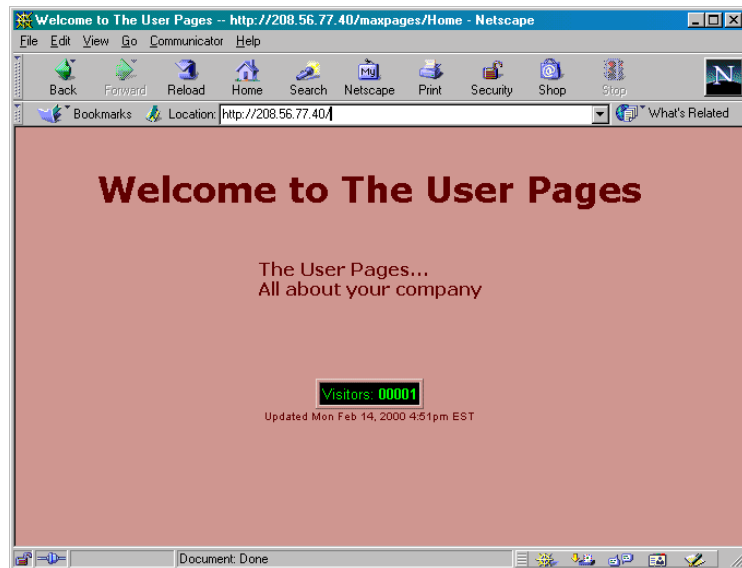 Welcome to The User Pages -- http://208.56.77.40/maxpages/Home - Netscape
File Edit View Go Communicator Help
My
Back Forward Reload Home Search Netscape Print Security Shop Stop
N
Bookmarks Location: http://208.56.77.40/ What's Related
Welcome to The User Pages
The User Pages...
All about your company
Visitors: 00001
Updated Mon Feb 14, 2000 4:51pm EST
Document: Done